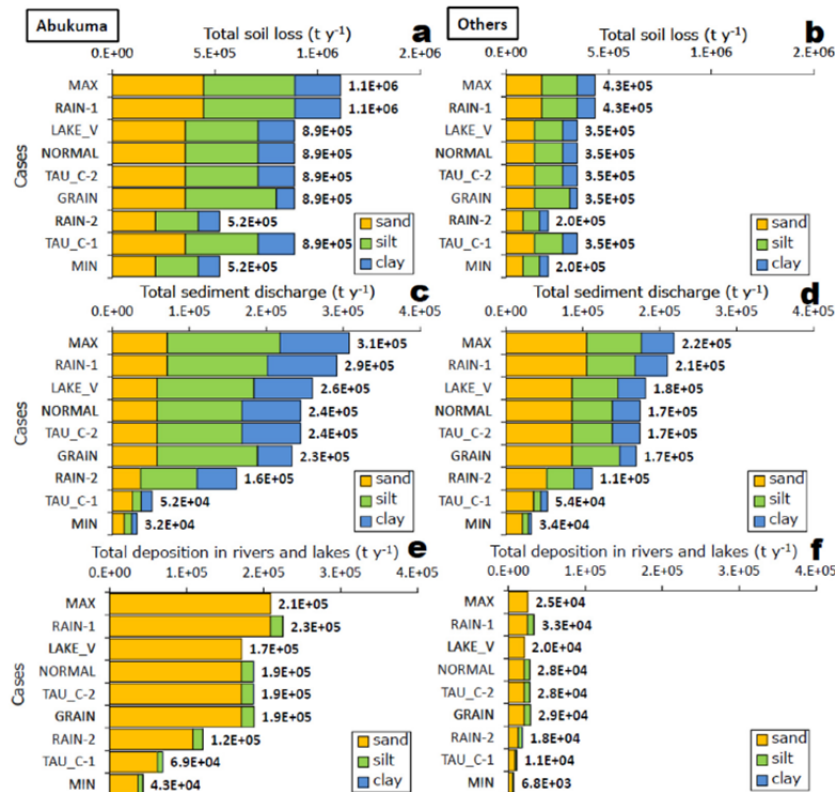 Abukuma
a
Total soil loss (t y⁻¹)
0.E+00 5.E+05 1.E+06 2.E+06
Cases
MAX 1.1E+06
RAIN-1 1.1E+06
LAKE_V 8.9E+05
NORMAL 8.9E+05
TAU_C-2 8.9E+05
GRAIN 8.9E+05
RAIN-2 5.2E+05
TAU_C-1 8.9E+05
MIN 5.2E+05
sand
silt
clay
Others
b
Total soil loss (t y⁻¹)
0.E+00 5.E+05 1.E+06 2.E+06
MAX 4.3E+05
RAIN-1 4.3E+05
LAKE_V 3.5E+05
NORMAL 3.5E+05
TAU_C-2 3.5E+05
GRAIN 3.5E+05
RAIN-2 2.0E+05
TAU_C-1 3.5E+05
MIN 2.0E+05
sand
silt
clay
Total sediment discharge (t y⁻¹)
c
0.E+00 1.E+05 2.E+05 3.E+05 4.E+05
Cases
MAX 3.1E+05
RAIN-1 2.9E+05
LAKE_V 2.6E+05
NORMAL 2.4E+05
TAU_C-2 2.4E+05
GRAIN 2.3E+05
RAIN-2 1.6E+05
TAU_C-1 5.2E+04
MIN 3.2E+04
sand
silt
clay
Total sediment discharge (t y⁻¹)
d
0.E+00 1.E+05 2.E+05 3.E+05 4.E+05
MAX 2.2E+05
RAIN-1 2.1E+05
LAKE_V 1.8E+05
NORMAL 1.7E+05
TAU_C-2 1.7E+05
GRAIN 1.7E+05
RAIN-2 1.1E+05
TAU_C-1 5.4E+04
MIN 3.4E+04
sand
silt
clay
Total deposition in rivers and lakes (t y⁻¹)
e
0.E+00 1.E+05 2.E+05 3.E+05 4.E+05
Cases
MAX 2.1E+05
RAIN-1 2.3E+05
LAKE_V 1.7E+05
NORMAL 1.9E+05
TAU_C-2 1.9E+05
GRAIN 1.9E+05
RAIN-2 1.2E+05
TAU_C-1 6.9E+04
MIN 4.3E+04
sand
silt
clay
Total deposition in rivers and lakes (t y⁻¹)
f
0.E+00 1.E+05 2.E+05 3.E+05 4.E+05
MAX 2.5E+04
RAIN-1 3.3E+04
LAKE_V 2.0E+04
NORMAL 2.8E+04
TAU_C-2 2.8E+04
GRAIN 2.9E+04
RAIN-2 1.8E+04
TAU_C-1 1.1E+04
MIN 6.8E+03
sand
silt
clay